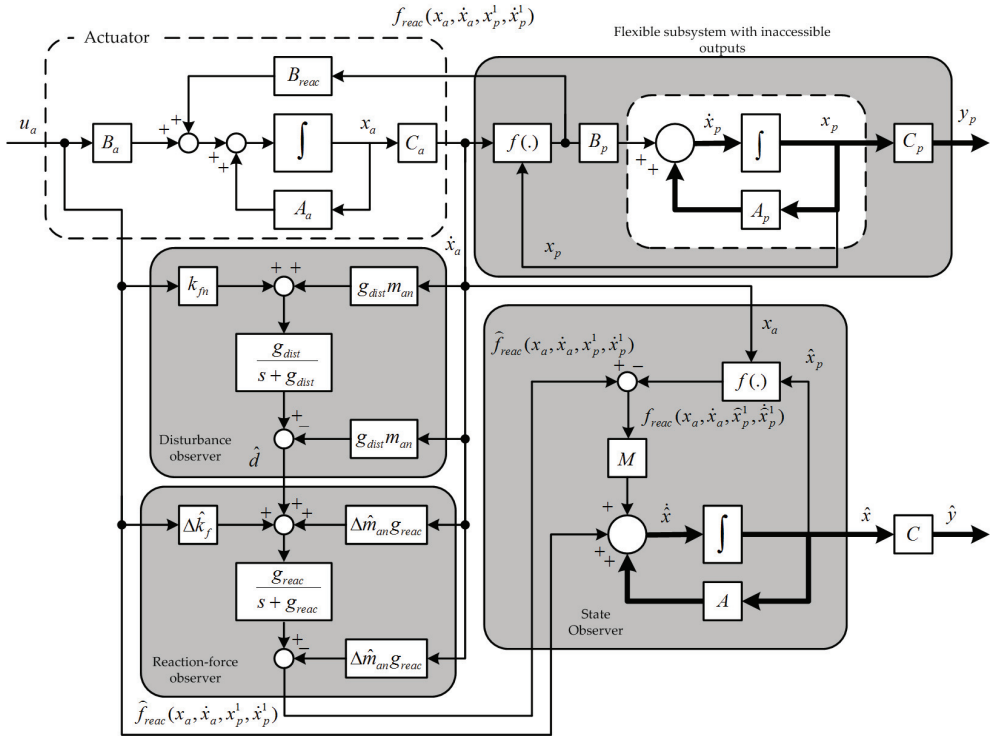 f_reac(x_a, ẋ_a, x_p^1, ẋ_p^1)
Actuator
Flexible subsystem with inaccessible
outputs
B_reac
u_a
B_a
+
+
+
+
∫
x_a
C_a
A_a
ẋ_a
f(.)
B_p
+
+
ẋ_p
∫
x_p
C_p
y_p
A_p
x_p
k_fn
+ +
g_dist m_an
g_dist
s + g_dist
+
−
g_dist m_an
Disturbance
observer
d̂
Δk̂_f
+
+
+
Δm̂_an g_reac
g_reac
s + g_reac
+
−
Δm̂_an g_reac
Reaction-force
observer
f̂_reac(x_a, ẋ_a, x_p^1, ẋ_p^1)
f̂_reac(x_a, ẋ_a, x_p^1, ẋ_p^1)
+ −
x_a
f(.)
x̂_p
f_reac(x_a, ẋ_a, x̂_p^1, ẋ̂_p^1)
M
+
+
+
ẋ̂
∫
x̂
C
ŷ
A
State
Observer